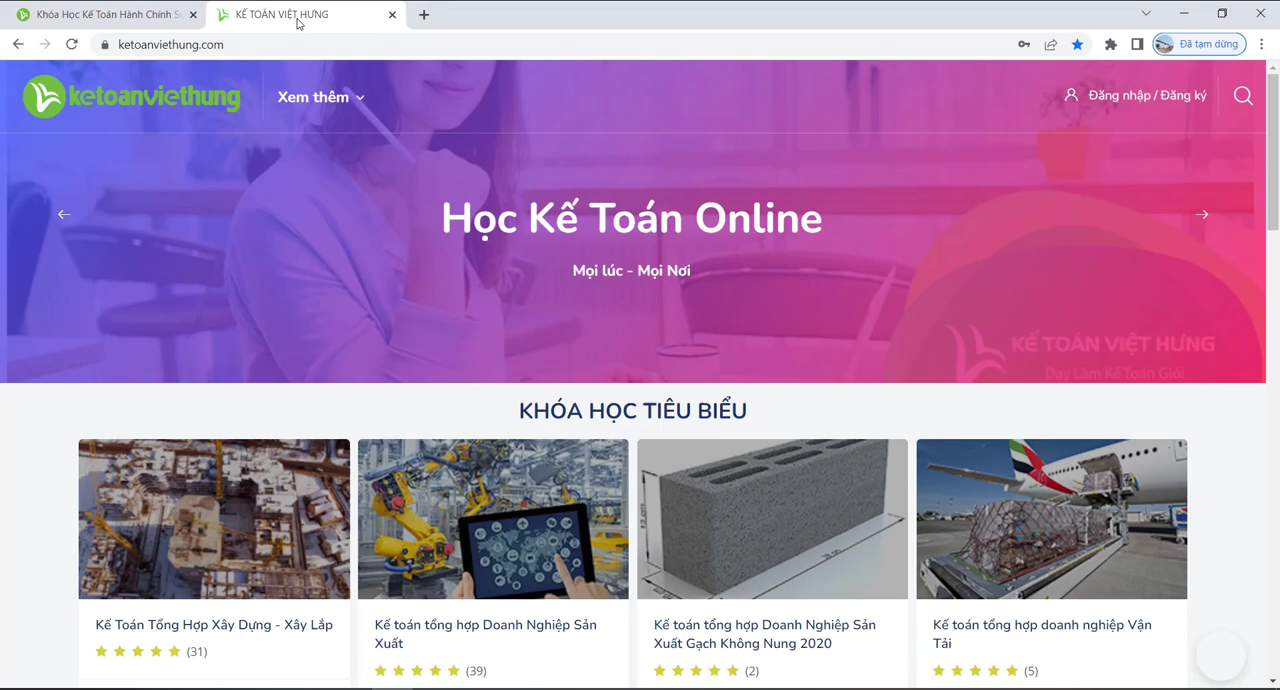 Khóa Học Kế Toán Hành Chính S
KẾ TOÁN VIỆT HƯNG
ketoanviethung.com
Đã tạm dừng
ketoanviethung
Xem thêm
Đăng nhập / Đăng ký
Học Kế Toán Online
Mọi lúc - Mọi Nơi
KẾ TOÁN VIỆT HƯNG
Dạy Làm Kế Toán Giỏi
KHÓA HỌC TIÊU BIỂU
Kế Toán Tổng Hợp Xây Dựng - Xây Lắp
(31)
Kế toán tổng hợp Doanh Nghiệp Sản
Xuất
(39)
Kế toán tổng hợp Doanh Nghiệp Sản
Xuất Gạch Không Nung 2020
(2)
Kế toán tổng hợp doanh nghiệp Vận
Tải
(5)